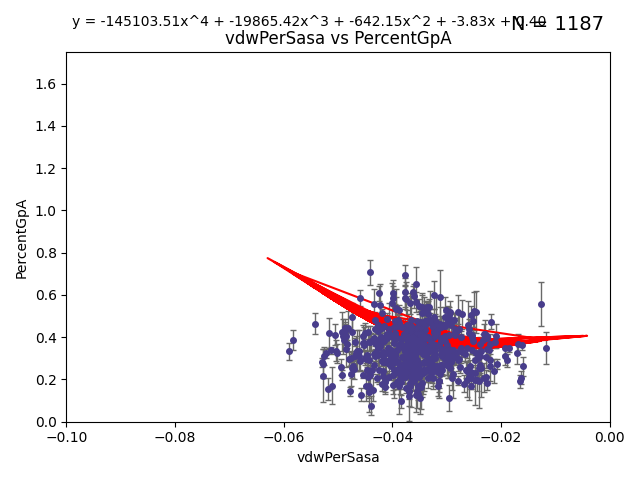 y = -145103.51x^4 + -19865.42x^3 + -642.15x^2 + -3.83x + 0.40
N = 1187
vdwPerSasa vs PercentGpA
1.6
1.4
1.2
1.0
0.8
0.6
0.4
0.2
0.0
PercentGpA
−0.10 −0.08 −0.06 −0.04 −0.02 0.00
vdwPerSasa